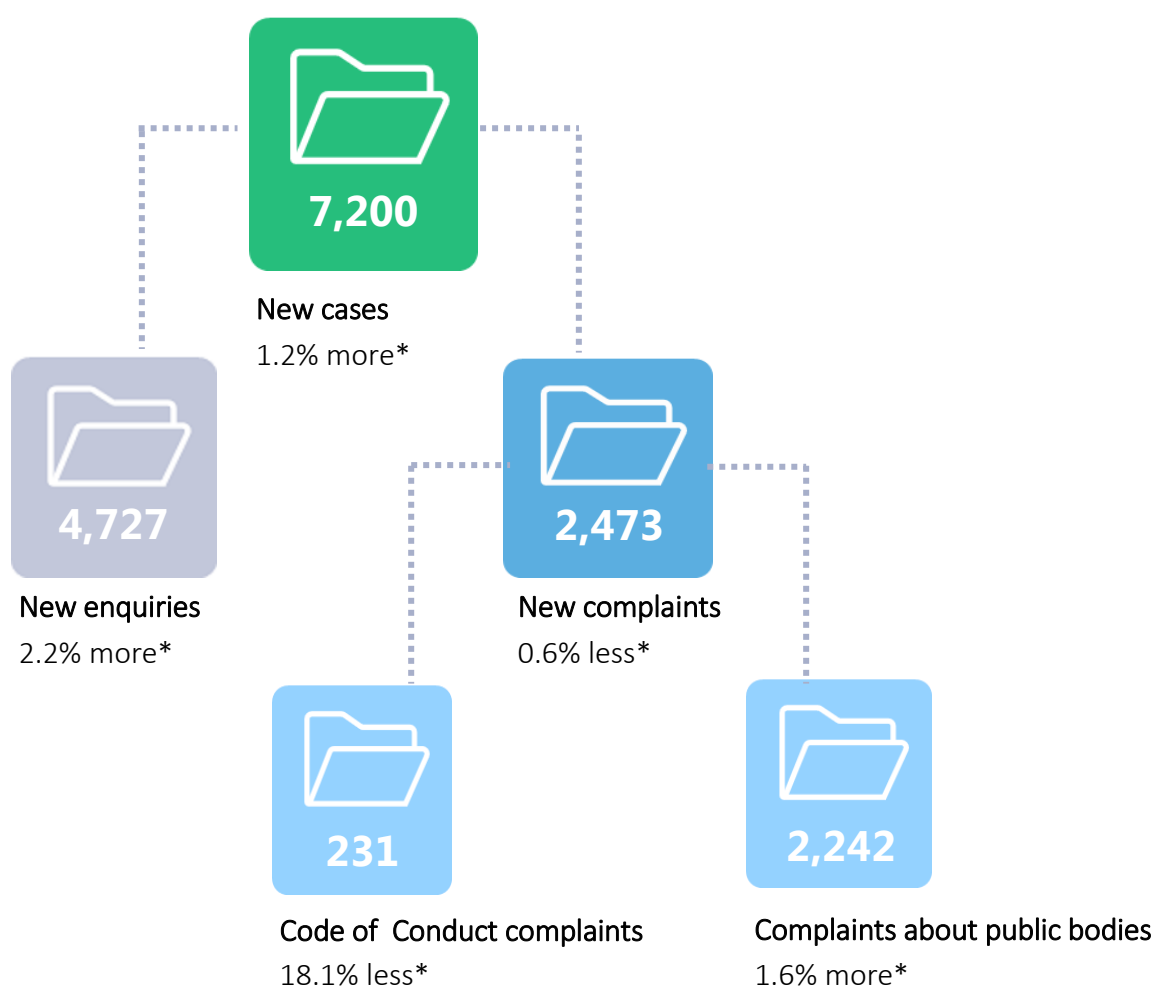 7,200
New cases
1.2% more*
4,727
New enquiries
2.2% more*
2,473
New complaints
0.6% less*
231
Code of  Conduct complaints
18.1% less*
2,242
Complaints about public bodies
1.6% more*